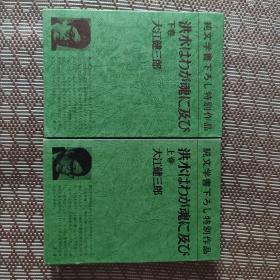 純文学書下ろし特別作品
洪水はわが魂に及び
下巻
大江健三郎
純文学書下ろし特別作品
洪水はわが魂に及び
上巻
大江健三郎